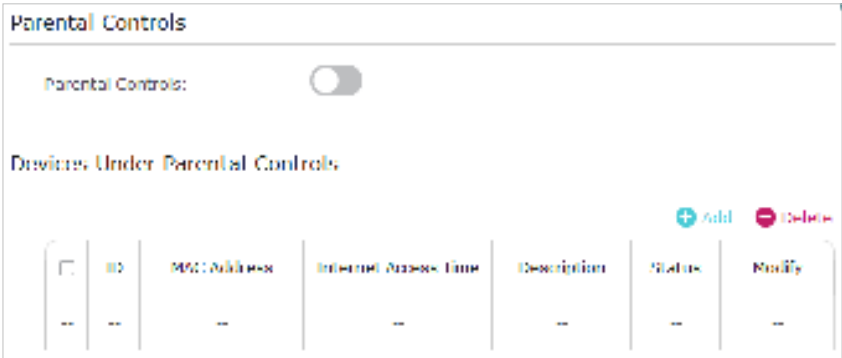 Parental Controls
Parental Controls:
Devices Under Parental Controls
Add Delete
ID MAC Address Internet Access Time Description Status Modify
-- -- -- -- -- -- --